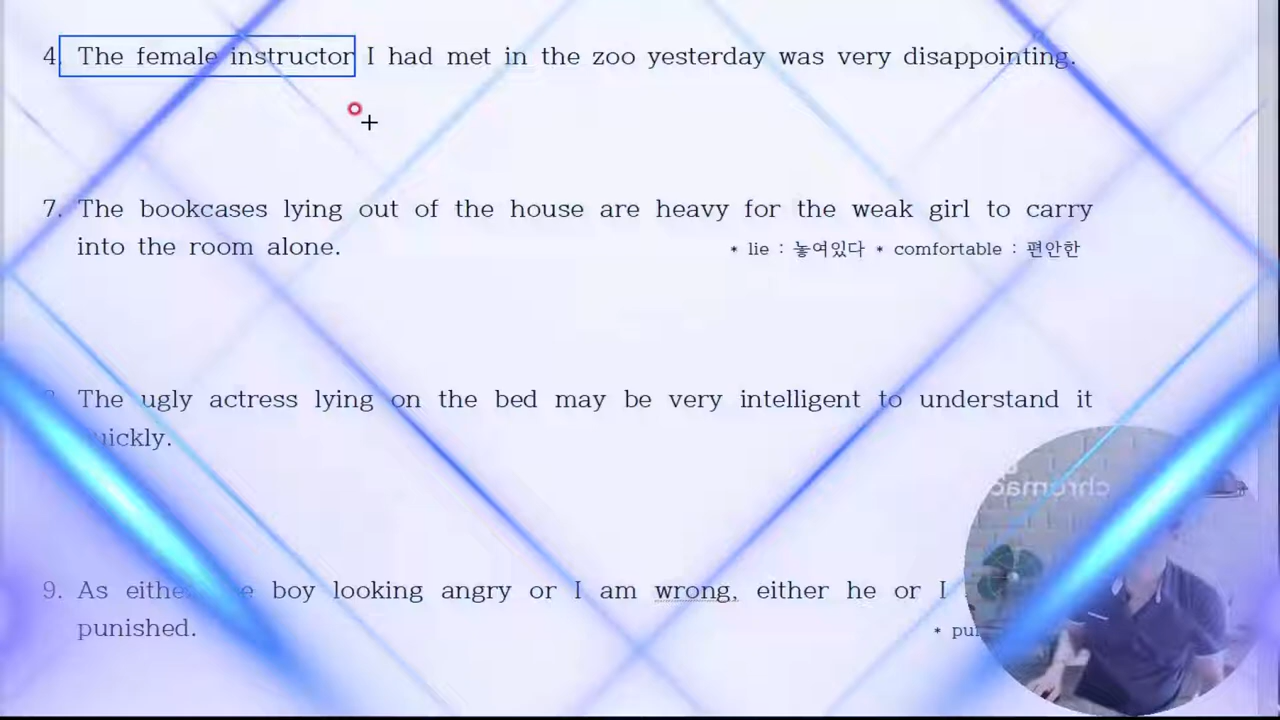 4. The female instructor I had met in the zoo yesterday was very disappointing.
7. The bookcases lying out of the house are heavy for the weak girl to carry
into the room alone.
* lie : 놓여있다 * comfortable : 편안한
The ugly actress lying on the bed may be very intelligent to understand it
quickly.
9. As either boy looking angry or I am wrong, either he or I
punished.
*
chromac